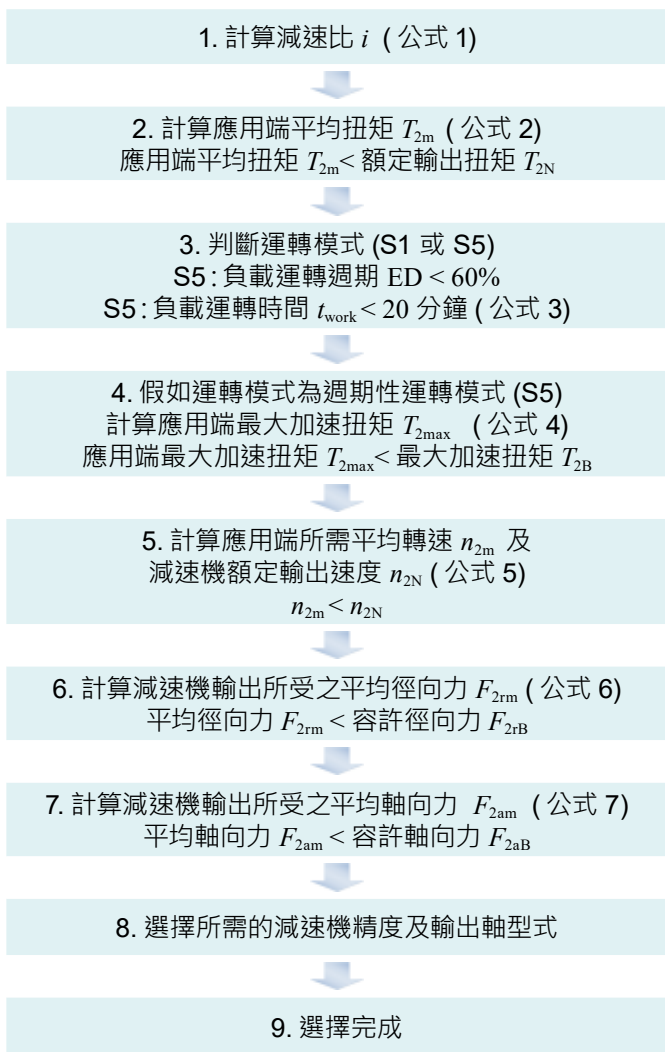 1. 計算減速比 i ( 公式 1)
2. 計算應用端平均扭矩 T2m ( 公式 2)
應用端平均扭矩 T2m< 額定輸出扭矩 T2N
3. 判斷運轉模式 (S1 或 S5)
S5 : 負載運轉週期 ED < 60%
S5 : 負載運轉時間 twork < 20 分鐘 ( 公式 3)
4. 假如運轉模式為週期性運轉模式 (S5)
計算應用端最大加速扭矩 T2max ( 公式 4)
應用端最大加速扭矩 T2max< 最大加速扭矩 T2B
5. 計算應用端所需平均轉速 n2m 及
減速機額定輸出速度 n2N ( 公式 5)
n2m < n2N
6. 計算減速機輸出所受之平均徑向力 F2rm ( 公式 6)
平均徑向力 F2rm < 容許徑向力 F2rB
7. 計算減速機輸出所受之平均軸向力 F2am ( 公式 7)
平均軸向力 F2am < 容許軸向力 F2aB
8. 選擇所需的減速機精度及輸出軸型式
9. 選擇完成